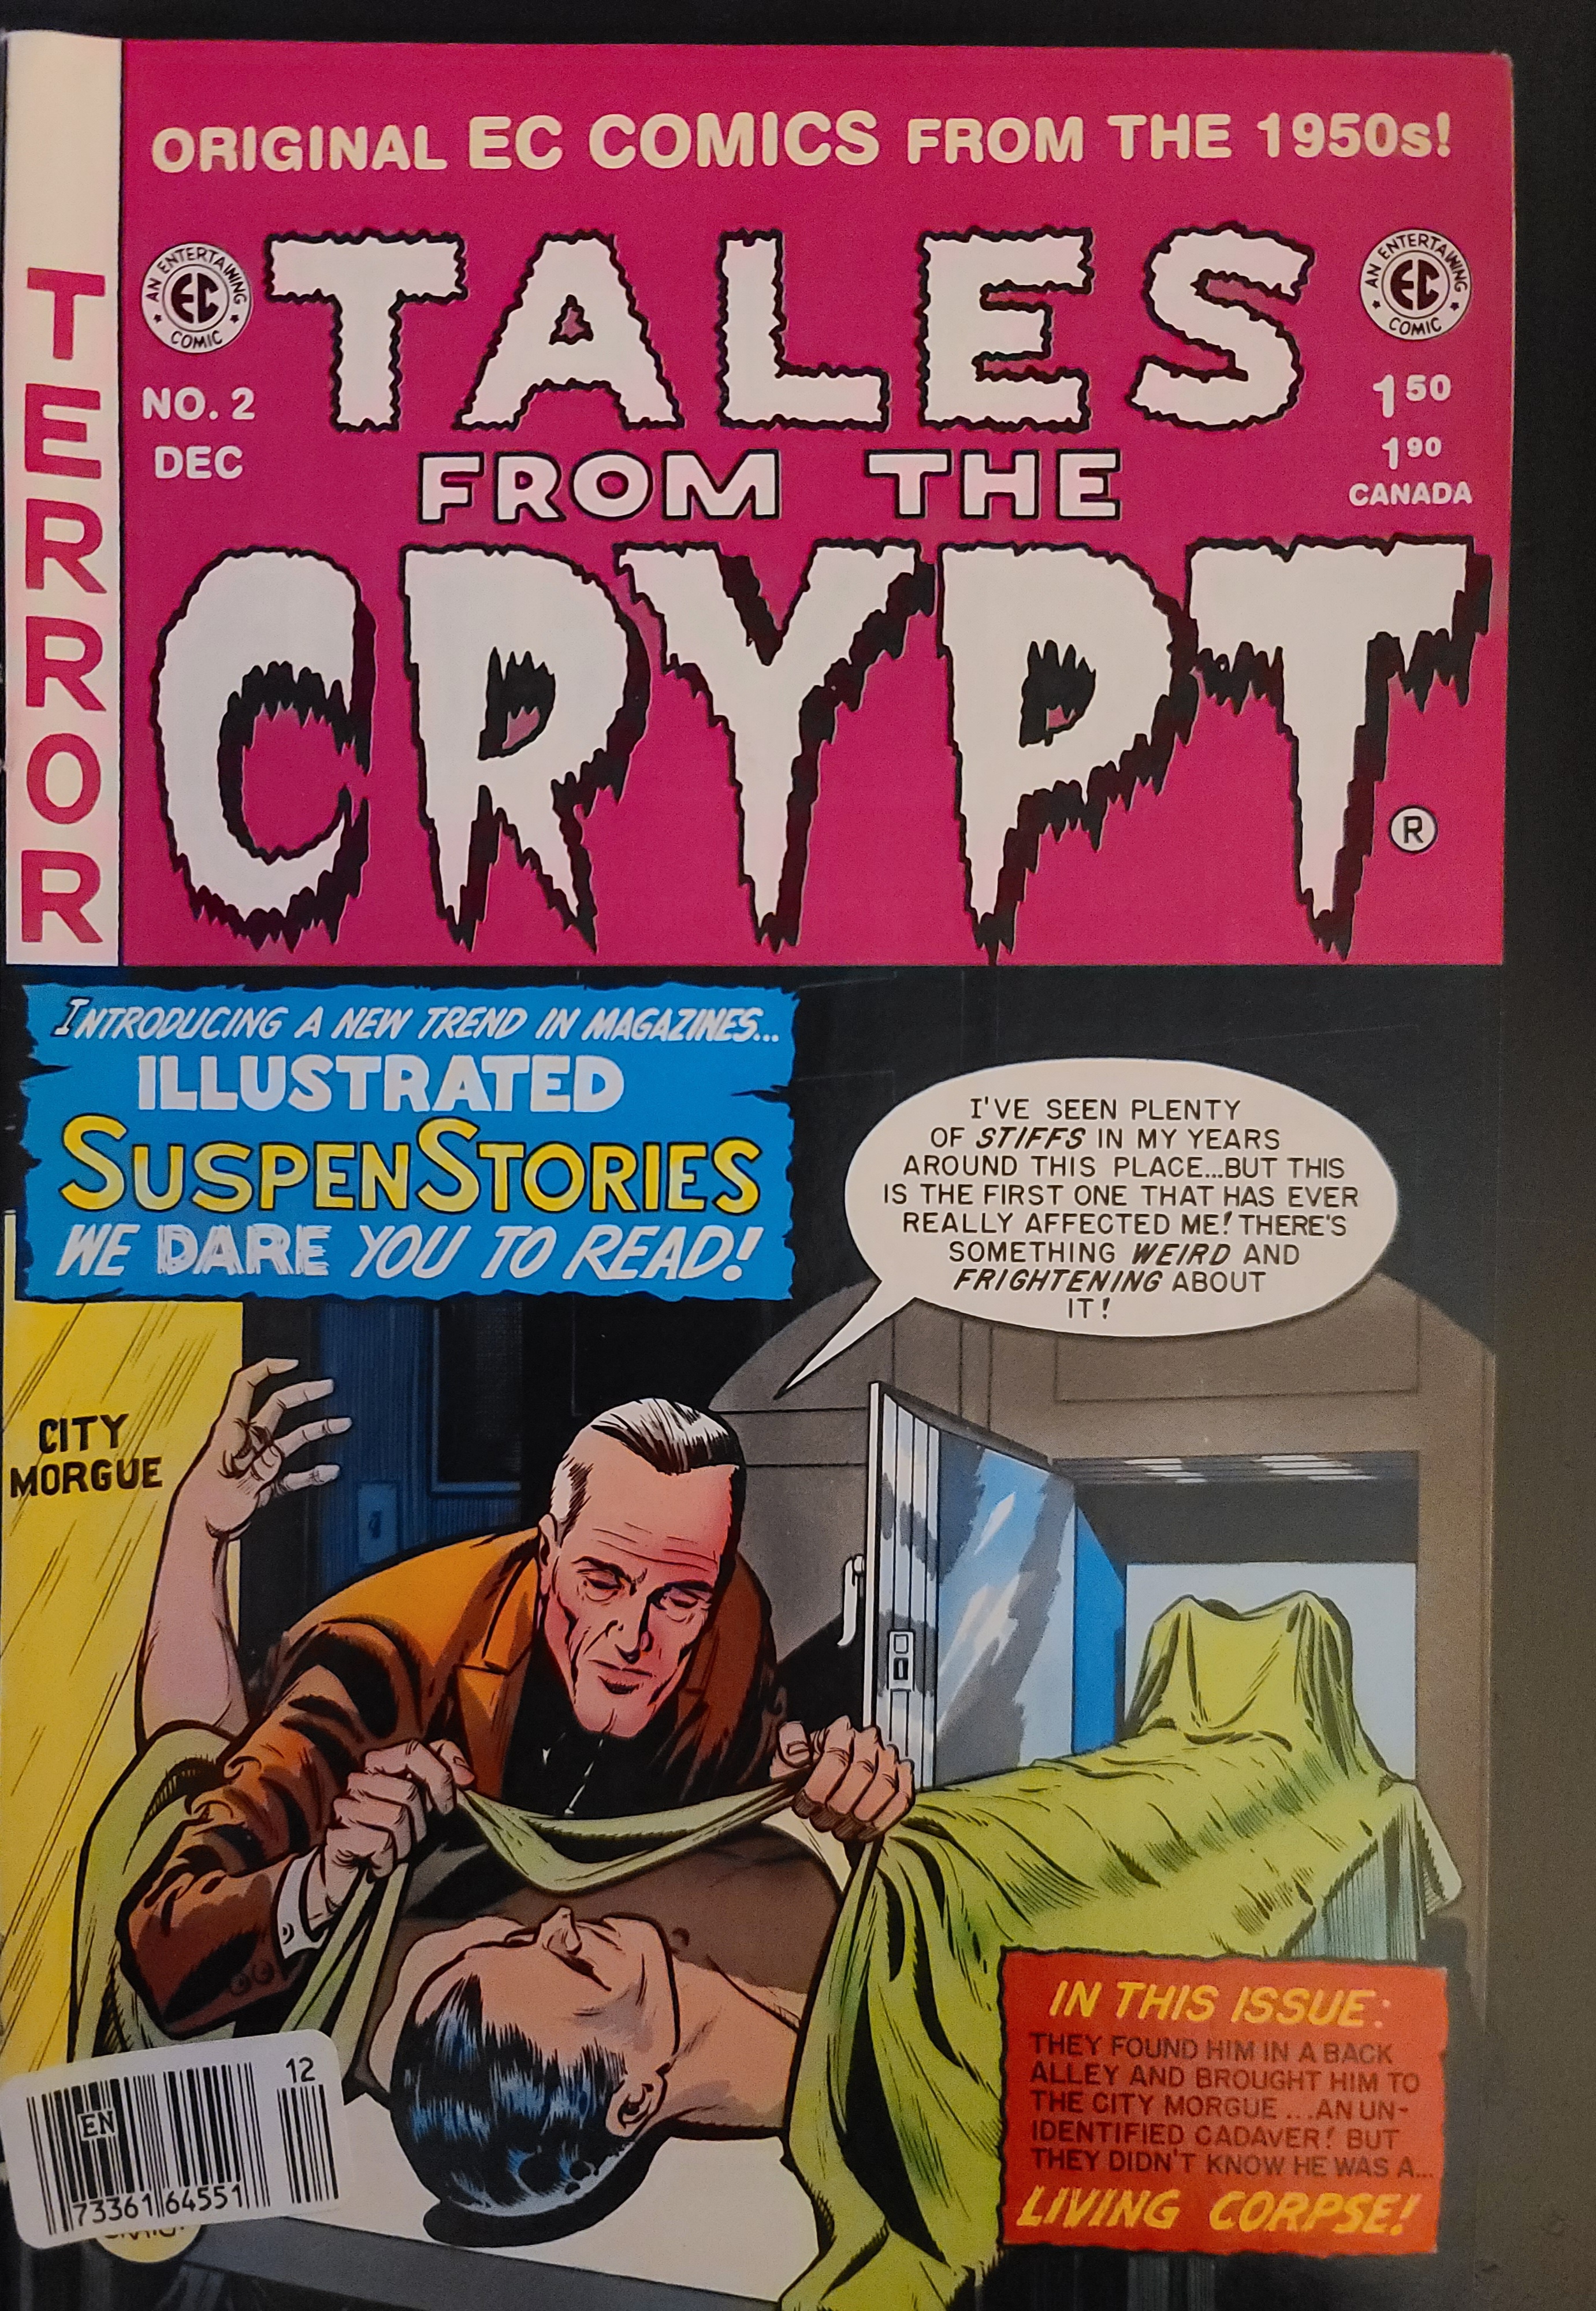 ORIGINAL EC COMICS FROM THE 1950s!
TERROR
AN ENTERTAINING
EC
COMIC
NO. 2
DEC
TALES
FROM THE
CRYPT
AN ENTERTAINING
EC
COMIC
1 50
1 90
CANADA
®
INTRODUCING A NEW TREND IN MAGAZINES...
ILLUSTRATED
SUSPENSTORIES
WE DARE YOU TO READ!
I'VE SEEN PLENTY
OF STIFFS IN MY YEARS
AROUND THIS PLACE...BUT THIS
IS THE FIRST ONE THAT HAS EVER
REALLY AFFECTED ME! THERE'S
SOMETHING WEIRD AND
FRIGHTENING ABOUT
IT!
CITY
MORGUE
IN THIS ISSUE:
THEY FOUND HIM IN A BACK
ALLEY AND BROUGHT HIM TO
THE CITY MORGUE ...AN UN-
IDENTIFIED CADAVER! BUT
THEY DIDN'T KNOW HE WAS A...
LIVING CORPSE!
12
EN
73361 64551